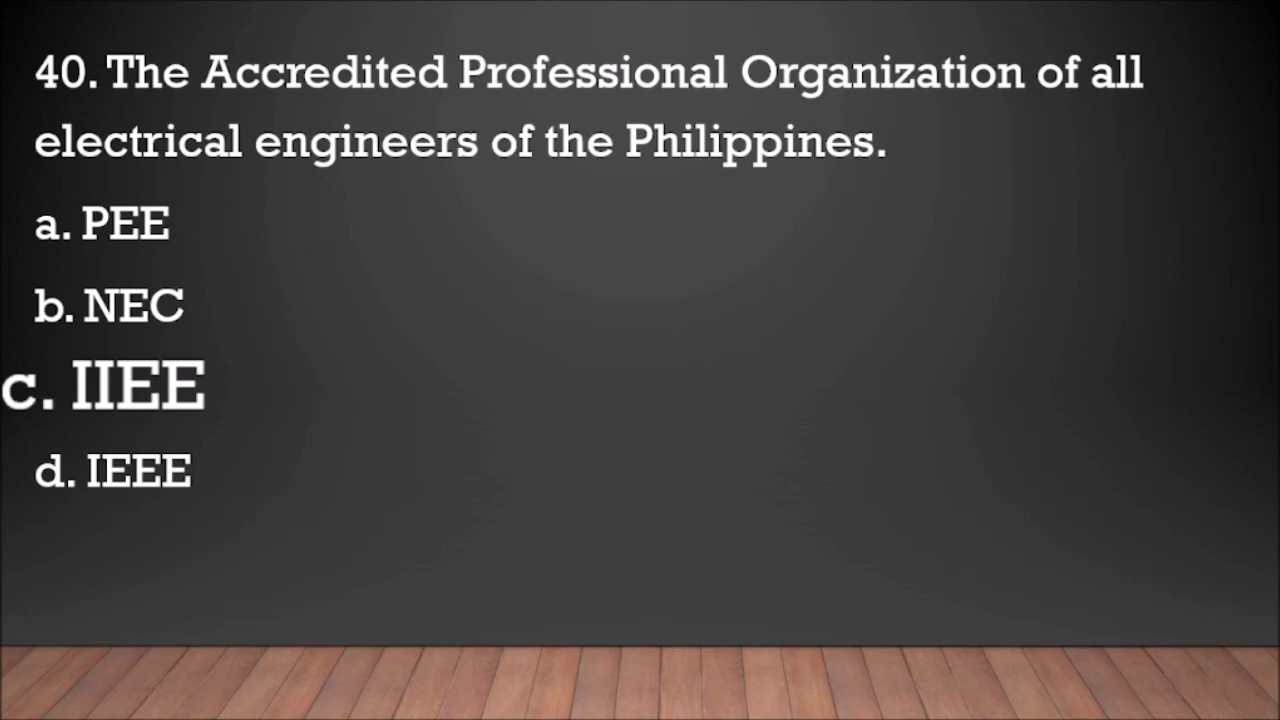 40. The Accredited Professional Organization of all
electrical engineers of the Philippines.
a. PEE
b. NEC
c. IIEE
d. IEEE